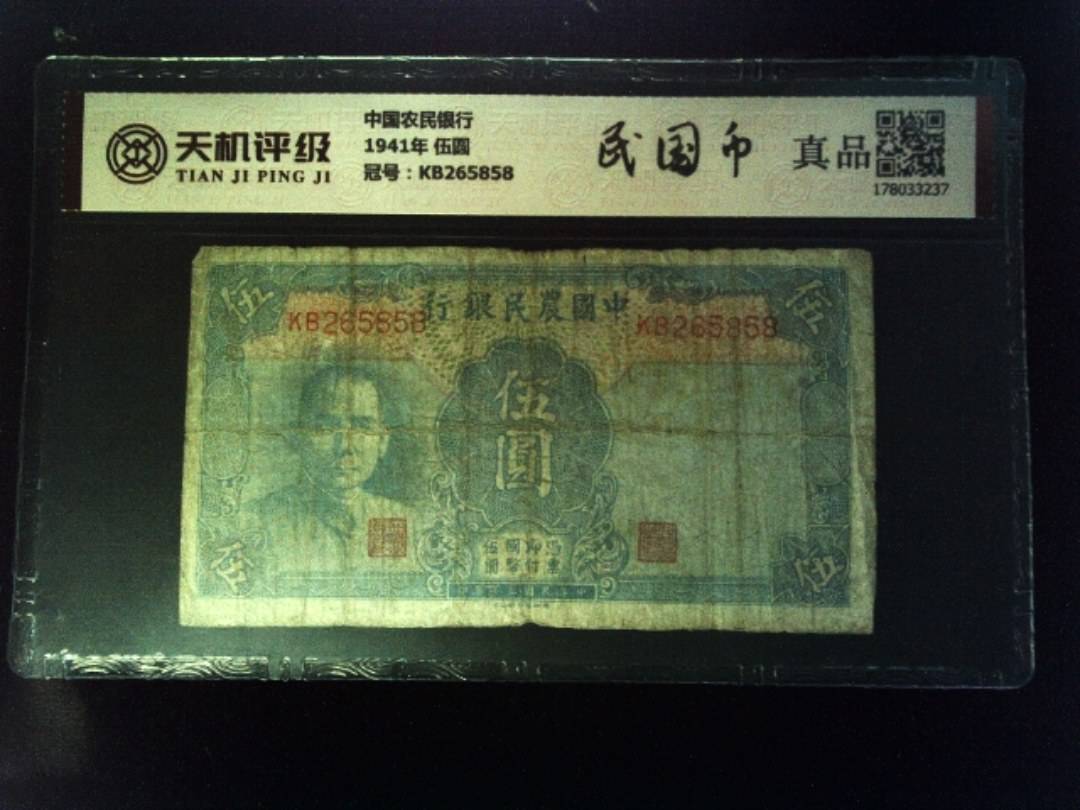 天机评级
TIAN JI PING JI
中国农民银行
1941年 伍圆
冠号：KB265858
民国币
真品
178033237
伍
行銀民農國中
伍
KB265858
KB265858
伍
圓
伍
伍